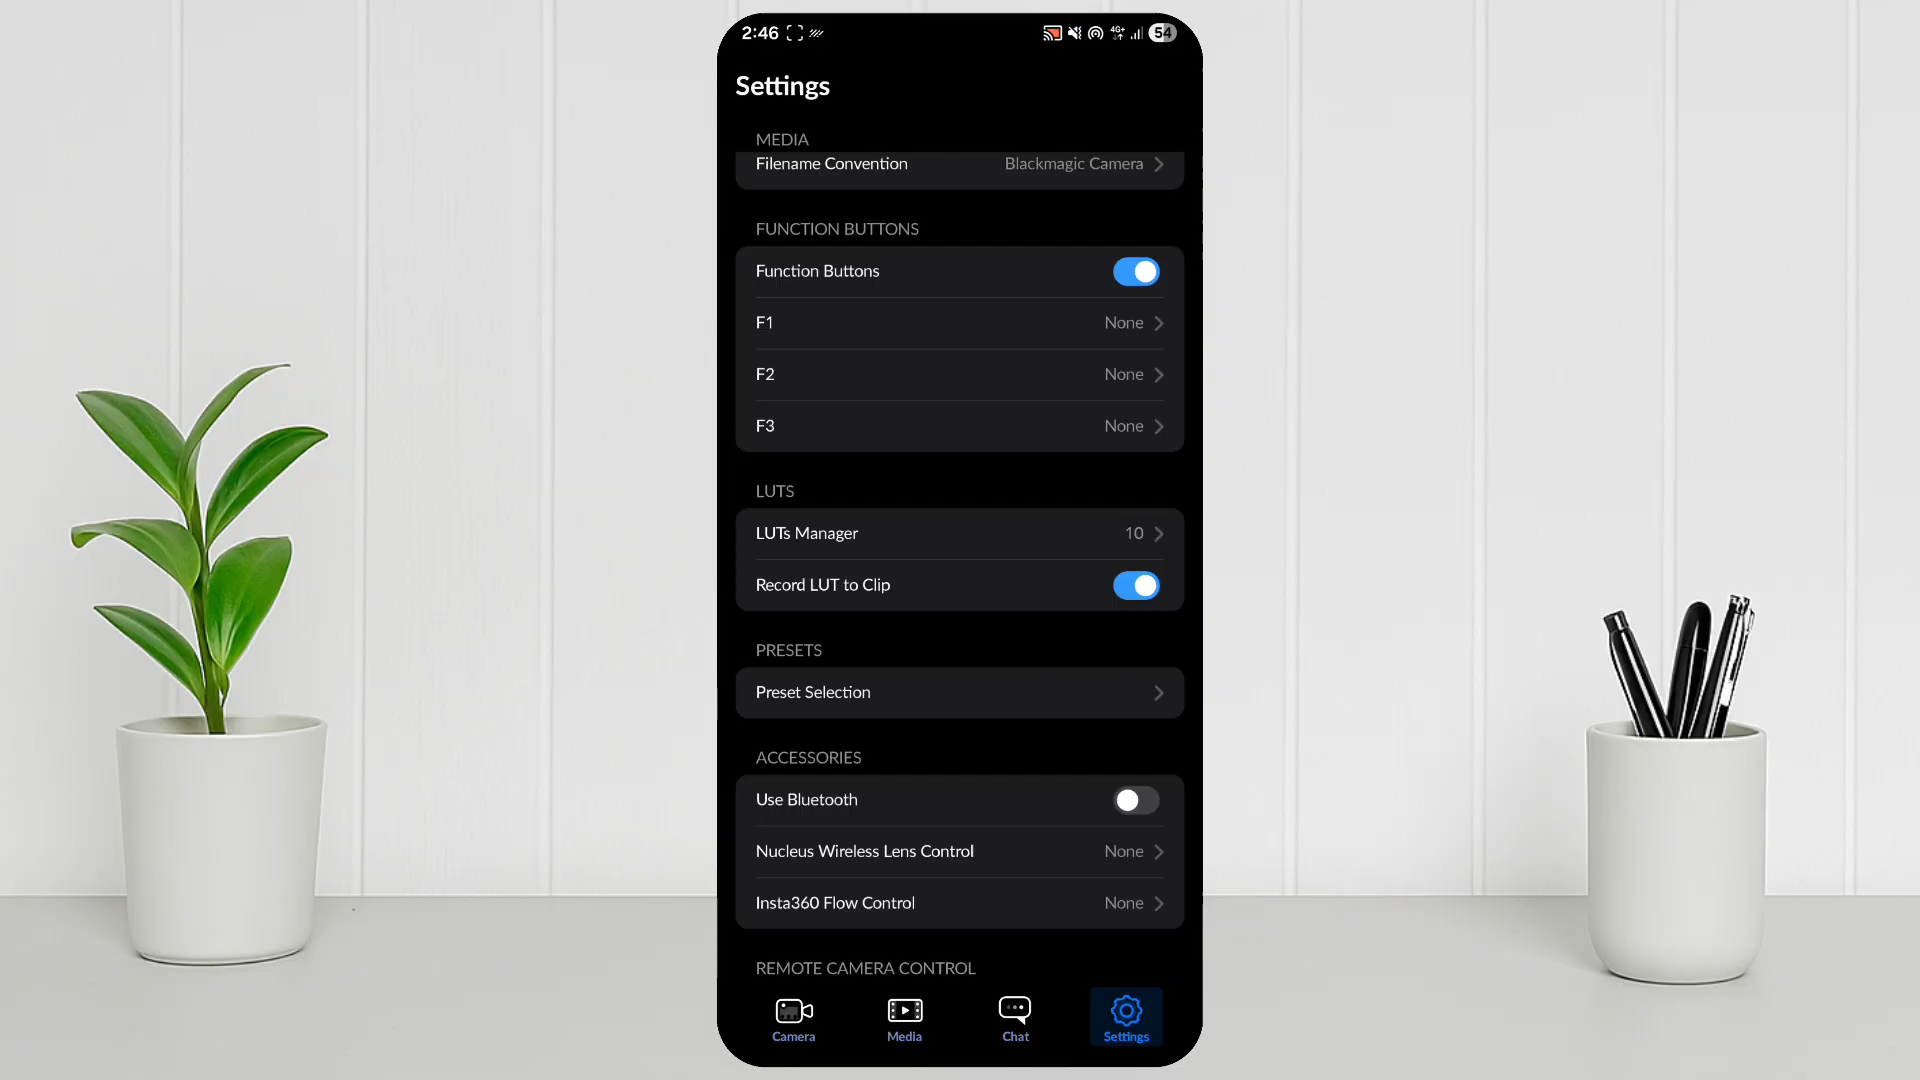 2:46 4G+ 54
Settings
MEDIA
Filename Convention Blackmagic Camera
FUNCTION BUTTONS
Function Buttons
F1 None
F2 None
F3 None
LUTS
LUTs Manager 10
Record LUT to Clip
PRESETS
Preset Selection
ACCESSORIES
Use Bluetooth
Nucleus Wireless Lens Control None
Insta360 Flow Control None
REMOTE CAMERA CONTROL
Camera Media Chat Settings